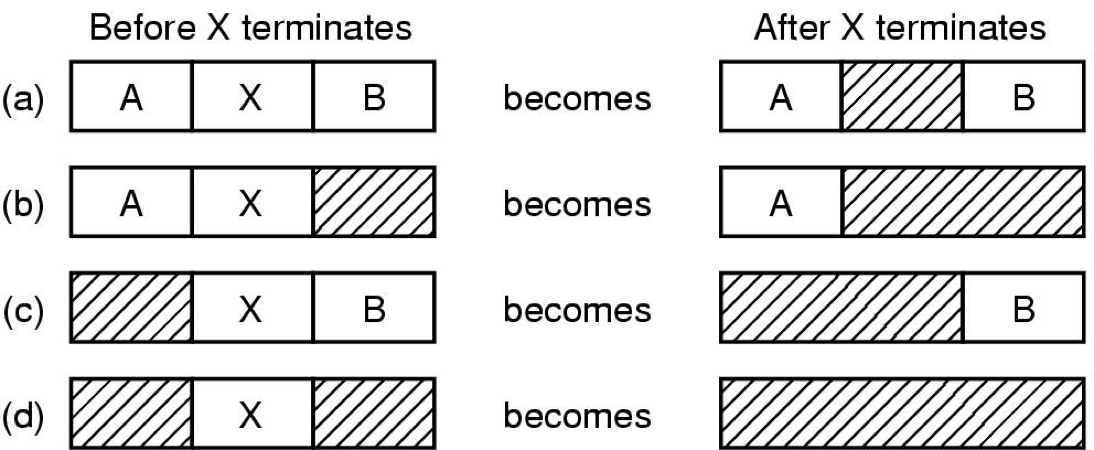 Before X terminates After X terminates
(a) A X B becomes A B
(b) A X becomes A
(c) X B becomes B
(d) X becomes